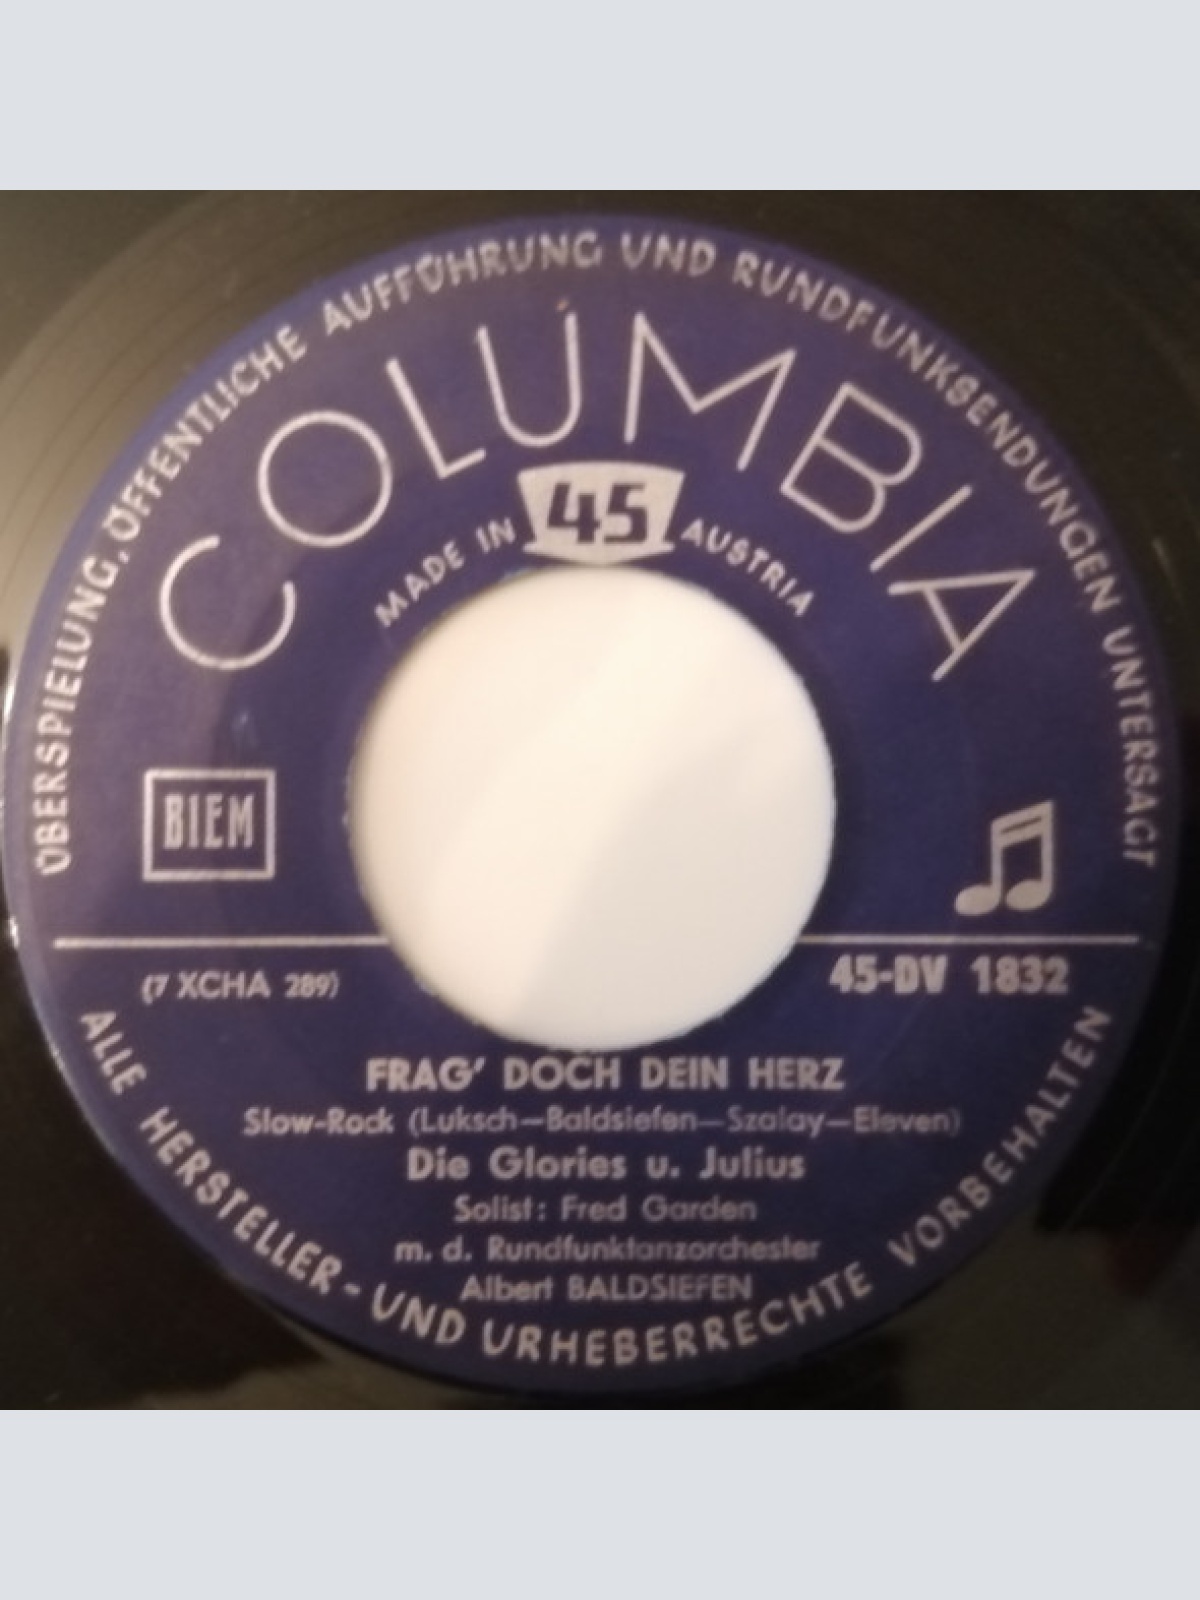 ÜBERSPIELUNG, ÖFFENTLICHE AUFFÜHRUNG UND RUNDFUNKSENDUNGEN UNTERSAGT
COLUMBIA
MADE IN 45 AUSTRIA
BIEM
(7 XCHA 289) 45-DV 1832
FRAG' DOCH DEIN HERZ
Slow-Rock (Luksch—Baldsiefen—Szalay—Eleven)
Die Glories u. Julius
Solist: Fred Garden
m. d. Rundfunktanzorchester
Albert BALDSIEFEN
ALLE HERSTELLER- UND URHEBERRECHTE VORBEHALTEN